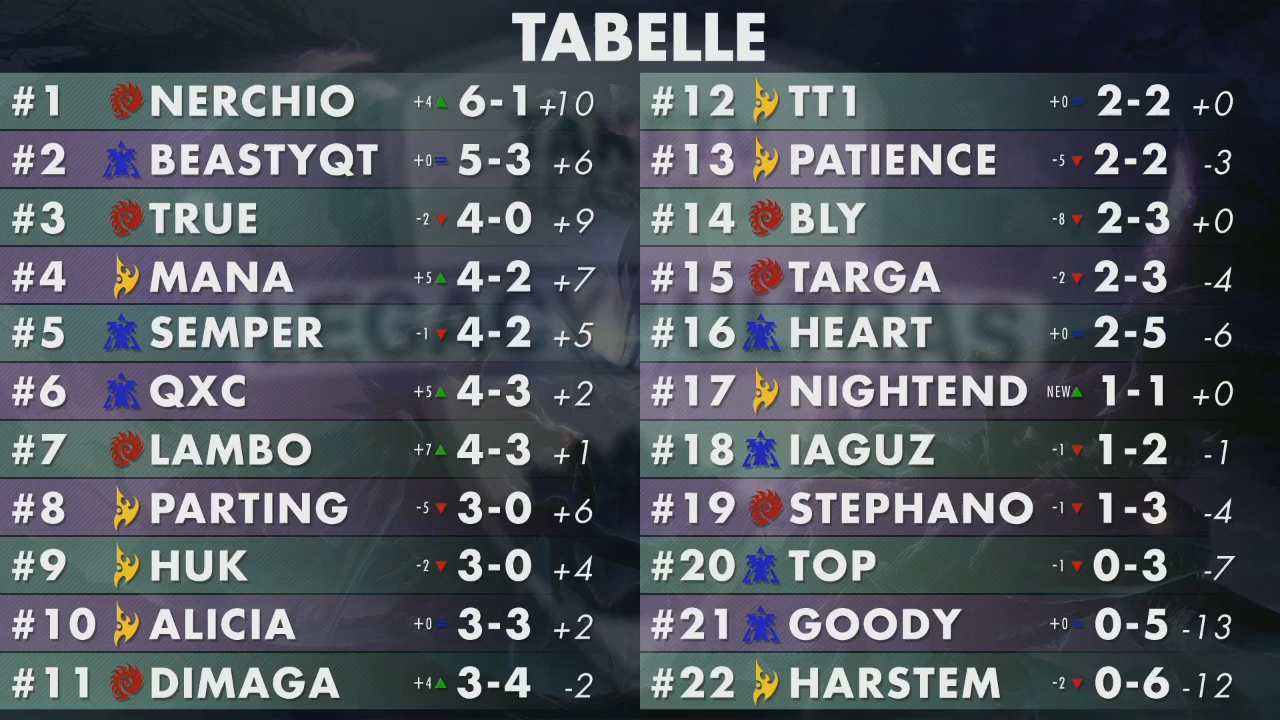 TABELLE
#1 NERCHIO +4 6-1 +10
#2 BEASTYQT +0 5-3 +6
#3 TRUE -2 4-0 +9
#4 MANA +5 4-2 +7
#5 SEMPER -1 4-2 +5
#6 QXC +5 4-3 +2
#7 LAMBO +7 4-3 +1
#8 PARTING -5 3-0 +6
#9 HUK -2 3-0 +4
#10 ALICIA +0 3-3 +2
#11 DIMAGA +4 3-4 -2
#12 TT1 +0 2-2 +0
#13 PATIENCE -5 2-2 -3
#14 BLY -8 2-3 +0
#15 TARGA -2 2-3 -4
#16 HEART +0 2-5 -6
#17 NIGHTEND NEW 1-1 +0
#18 IAGUZ -1 1-2 -1
#19 STEPHANO -1 1-3 -4
#20 TOP -1 0-3 -7
#21 GOODY +0 0-5 -13
#22 HARSTEM -2 0-6 -12